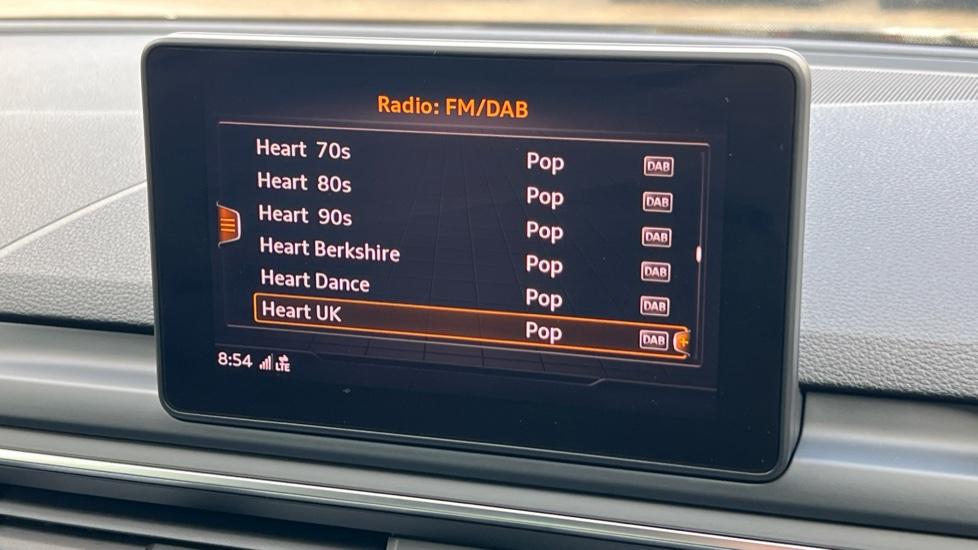 Radio: FM/DAB
Heart 70s Pop DAB
Heart 80s Pop DAB
Heart 90s Pop DAB
Heart Berkshire Pop DAB
Heart Dance Pop DAB
Heart UK Pop DAB +
8:54 LTE